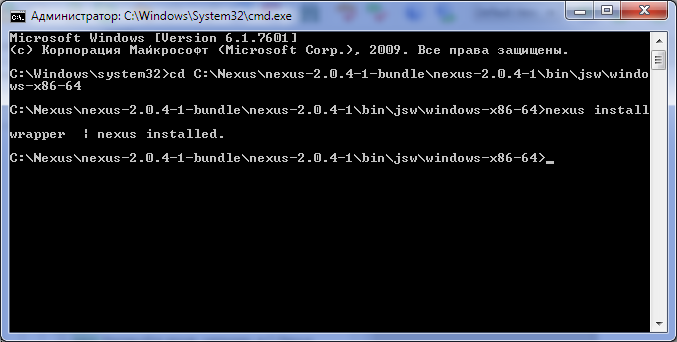 Администратор: C:\Windows\System32\cmd.exe
Microsoft Windows [Version 6.1.7601]
(c) Корпорация Майкрософт (Microsoft Corp.), 2009. Все права защищены.
C:\Windows\system32>cd C:\Nexus\nexus-2.0.4-1-bundle\nexus-2.0.4-1\bin\jsw\windo
ws-x86-64
C:\Nexus\nexus-2.0.4-1-bundle\nexus-2.0.4-1\bin\jsw\windows-x86-64>nexus install
wrapper  | nexus installed.
C:\Nexus\nexus-2.0.4-1-bundle\nexus-2.0.4-1\bin\jsw\windows-x86-64>_